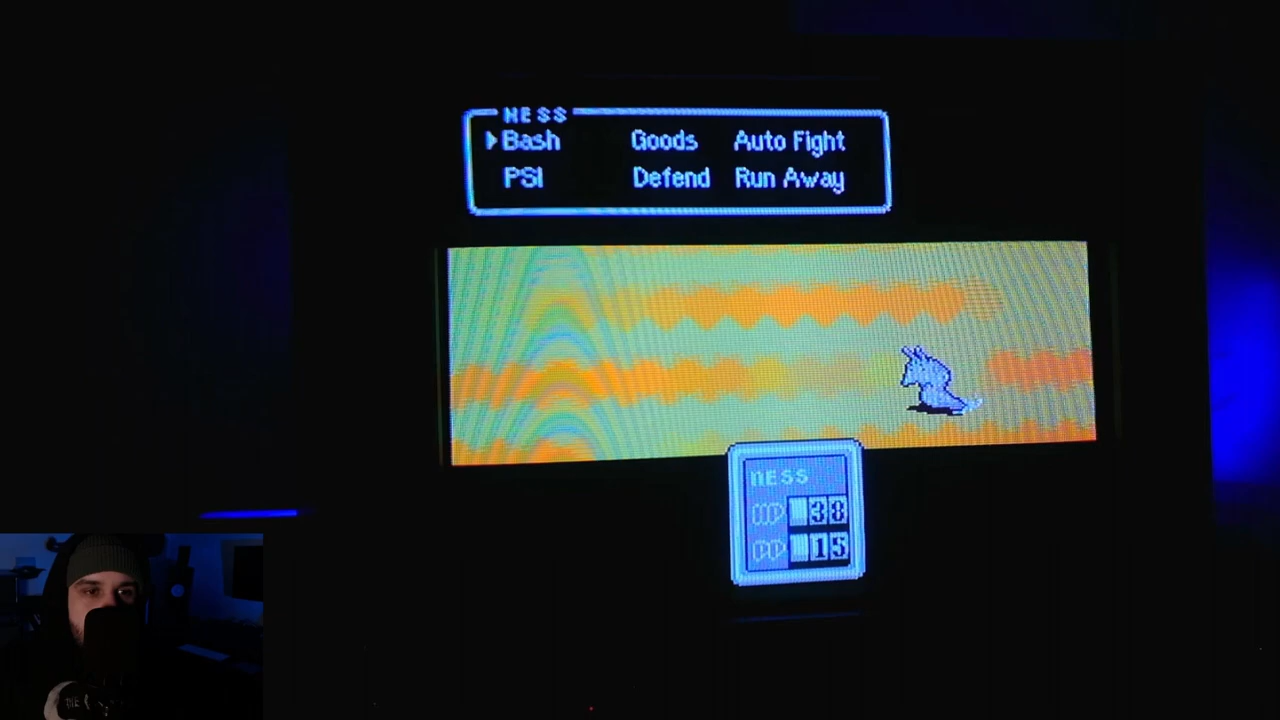 NESS
Bash Goods Auto Fight
PSI Defend Run Away
NESS
HP 38
PP 15